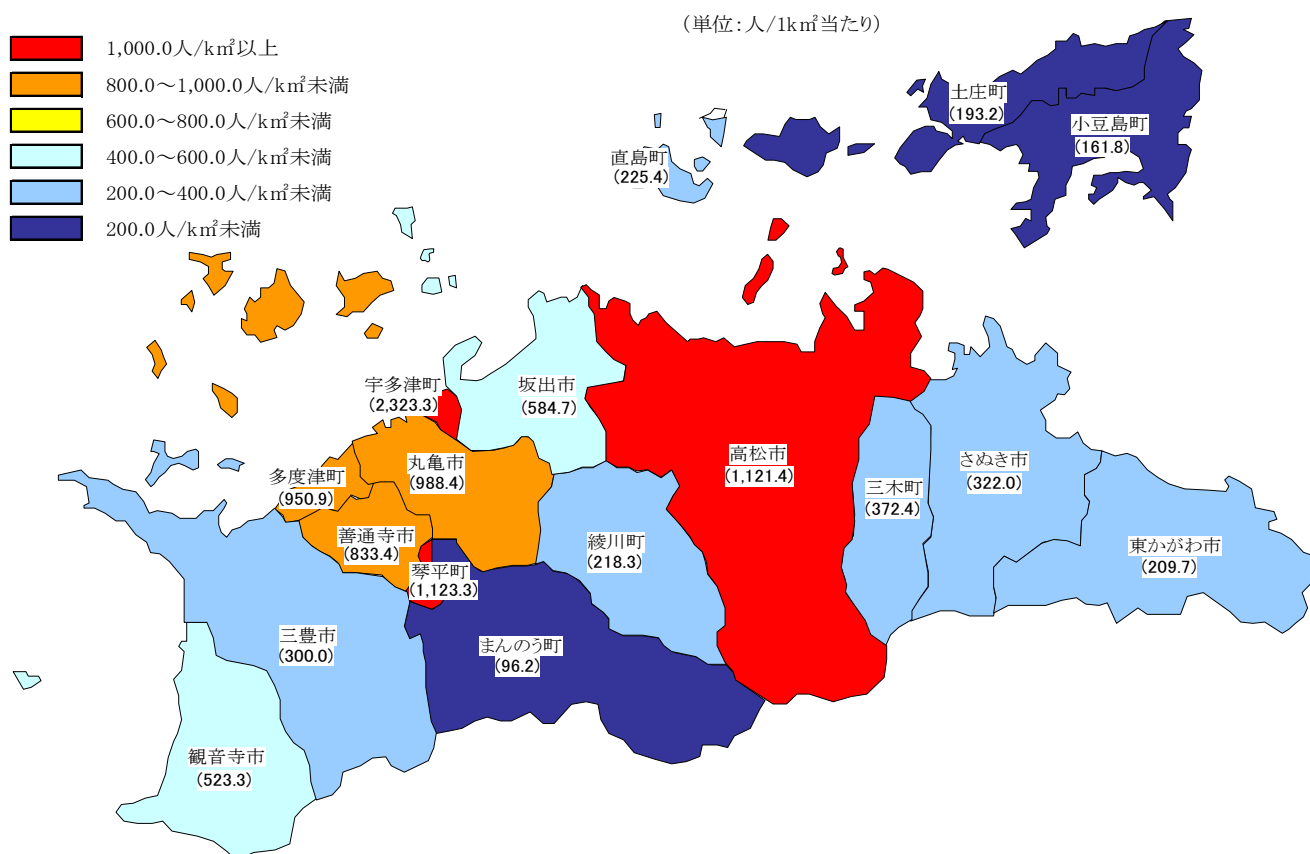 (単位:人/1k㎡当たり)
1,000.0人/k㎡以上
800.0~1,000.0人/k㎡未満
600.0~800.0人/k㎡未満
400.0~600.0人/k㎡未満
200.0~400.0人/k㎡未満
200.0人/k㎡未満
土庄町
(193.2)
小豆島町
(161.8)
直島町
(225.4)
宇多津町
(2,323.3)
坂出市
(584.7)
高松市
(1,121.4)
丸亀市
(988.4)
多度津町
(950.9)
善通寺市
(833.4)
琴平町
(1,123.3)
綾川町
(218.3)
三木町
(372.4)
さぬき市
(322.0)
東かがわ市
(209.7)
三豊市
(300.0)
まんのう町
(96.2)
観音寺市
(523.3)